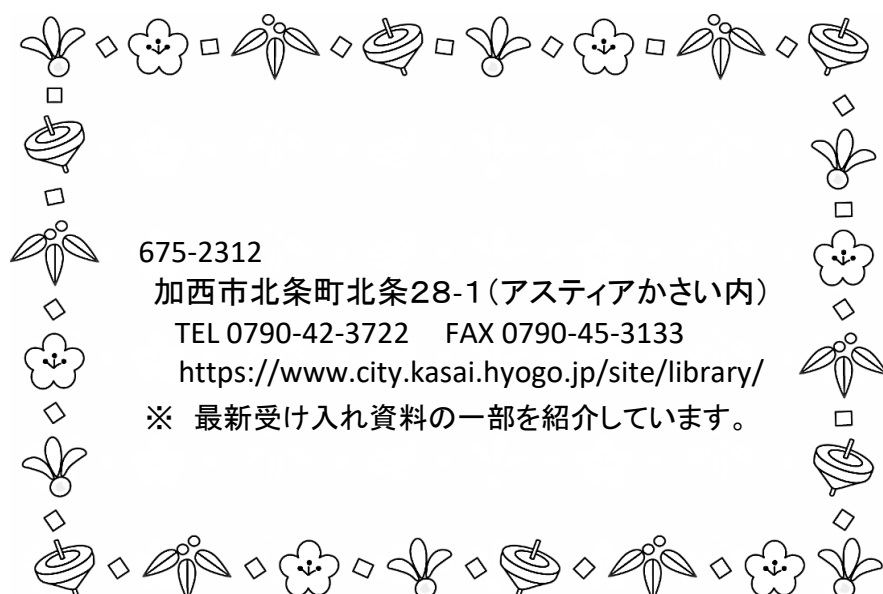 675-2312
加西市北条町北条２８-１（アスティアかさい内）
TEL 0790-42-3722　FAX 0790-45-3133
https://www.city.kasai.hyogo.jp/site/library/
※　最新受け入れ資料の一部を紹介しています。